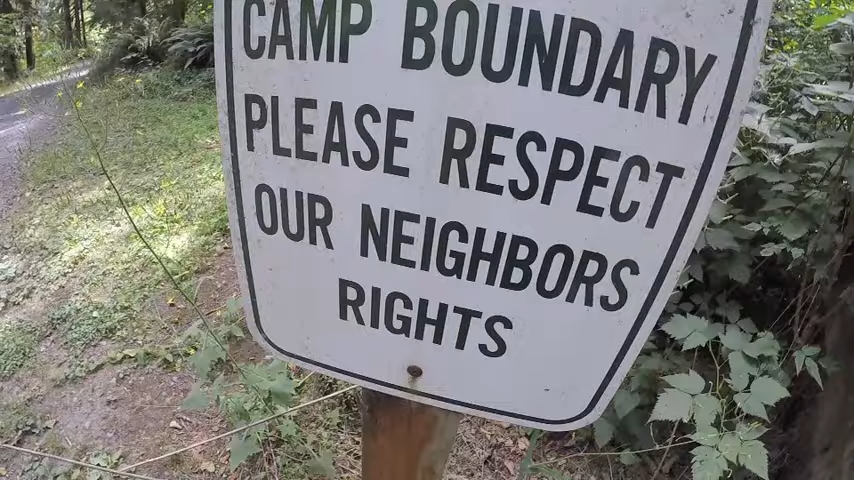 CAMP BOUNDARY
PLEASE RESPECT
OUR NEIGHBORS
RIGHTS